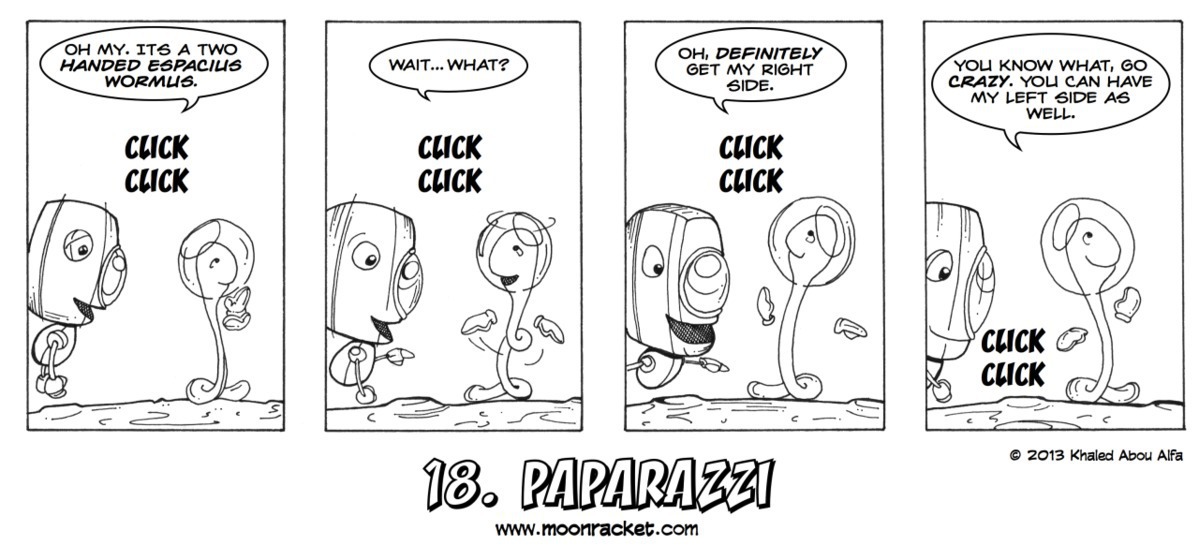 OH MY. ITS A TWO
HANDED ESPACIUS
WORMUS.
CLICK
CLICK
WAIT... WHAT?
CLICK
CLICK
OH, DEFINITELY
GET MY RIGHT
SIDE.
CLICK
CLICK
YOU KNOW WHAT, GO
CRAZY. YOU CAN HAVE
MY LEFT SIDE AS
WELL.
CLICK
CLICK
© 2013 Khaled Abou Alfa
18. PAPARAZZI
www.moonracket.com